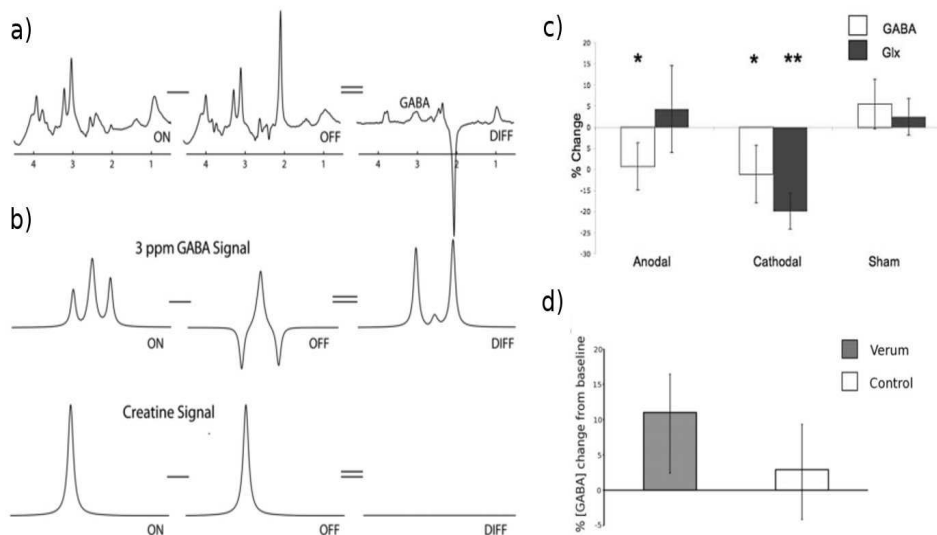 a)
GABA
ON
OFF
DIFF
4 3 2 1
4 3 2 1
4 3 2 1
b)
3 ppm GABA Signal
ON
OFF
DIFF
Creatine Signal
ON
OFF
DIFF
c)
GABA
Glx
% Change
20
15
10
5
0
5
-10
-15
-20
-25
-30
*
*
**
Anodal
Cathodal
Sham
d)
Verum
Control
% [GABA] change from baseline
20
15
10
5
0
-5